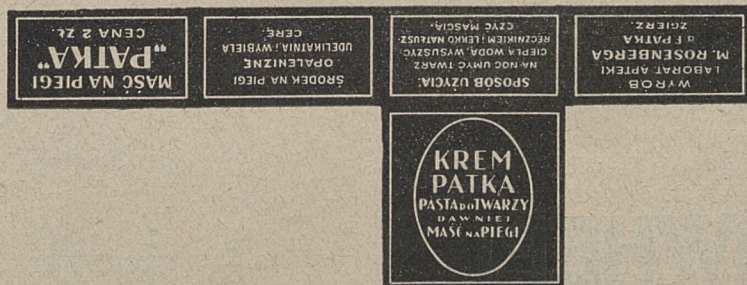 MAŚĆ NA PIEGI
„PATKA”
CENA 2 ZŁ.
ŚRODEK NA PIEGI
OPALENIZNĘ
UDELIKATNIA i WYBIELA
CERĘ.
SPOSÓB UŻYCIA:
NA NOC UMYĆ TWARZ
CIEPŁĄ WODĄ, WYSUSZYĆ
RĘCZNIKIEM i LEKKO NATŁUSZ-
CZYĆ MAŚCIĄ.
WYRÓB
LABORAT. APTEKI
M. ROSENBERGA
F. PATKA
ZGIERZ.
KREM
PATKA
PASTA DO TWARZY
DAWNIEJ
MAŚĆ NA PIEGI